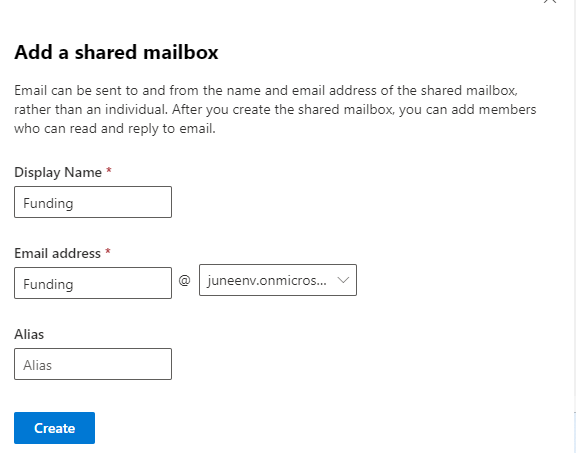 Add a shared mailbox
Email can be sent to and from the name and email address of the shared mailbox,
rather than an individual. After you create the shared mailbox, you can add members
who can read and reply to email.
Display Name *
Funding
Email address *
Funding @ juneenv.onmicros...
Alias
Alias
Create